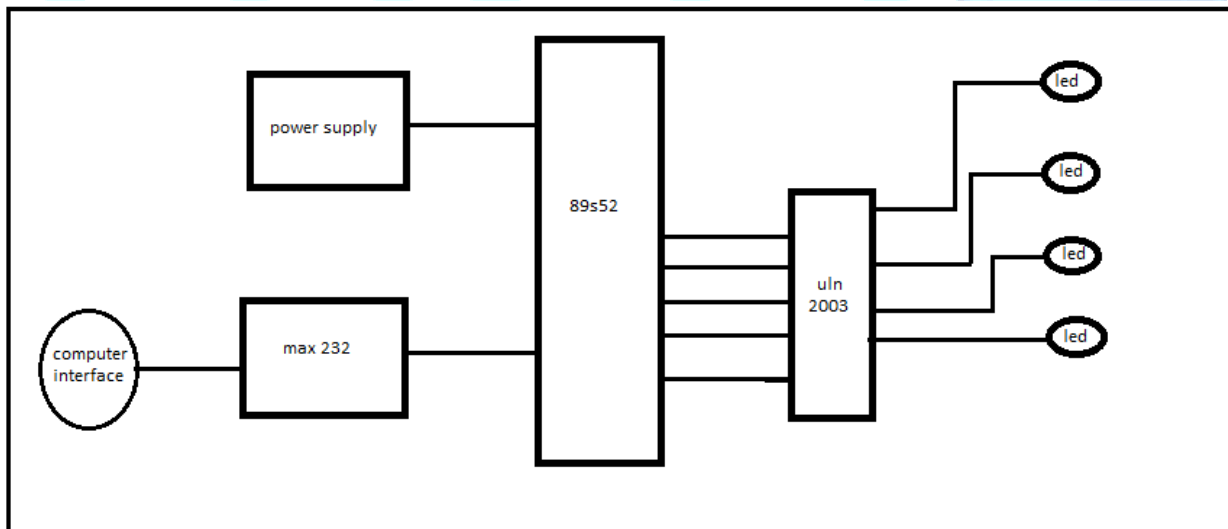 power supply
89s52
computer
interface
max 232
uln
2003
led
led
led
led